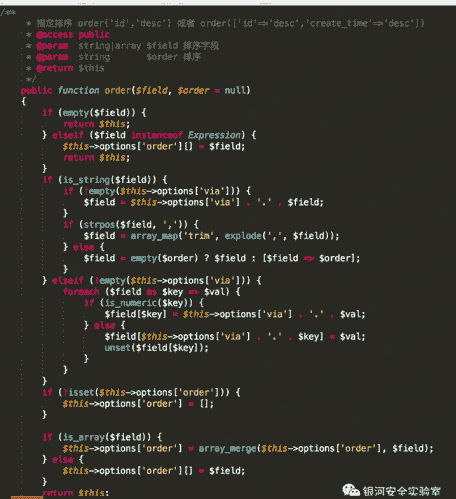 /**
 * 指定排序 order('id','desc') 或者 order(['id'=>'desc','create_time'=>'desc'])
 * @access public
 * @param string|array $field 排序字段
 * @param string $order 排序
 * @return $this
 */
public function order($field, $order = null)
{
if (empty($field)) {
return $this;
} elseif ($field instanceof Expression) {
$this->options['order'][] = $field;
return $this;
}
if (is_string($field)) {
if (!empty($this->options['via'])) {
$field = $this->options['via'] . '.' . $field;
}
if (strpos($field, ',')) {
$field = array_map('trim', explode(',', $field));
} else {
$field = empty($order) ? $field : [$field => $order];
}
} elseif (!empty($this->options['via'])) {
foreach ($field as $key => $val) {
if (is_numeric($key)) {
$field[$key] = $this->options['via'] . '.' . $val;
} else {
$field[$this->options['via'] . '.' . $key] = $val;
unset($field[$key]);
}
}
}
if (!isset($this->options['order'])) {
$this->options['order'] = [];
}
if (is_array($field)) {
$this->options['order'] = array_merge($this->options['order'], $field);
} else {
$this->options['order'][] = $field;
}
return $this;
银河安全实验室